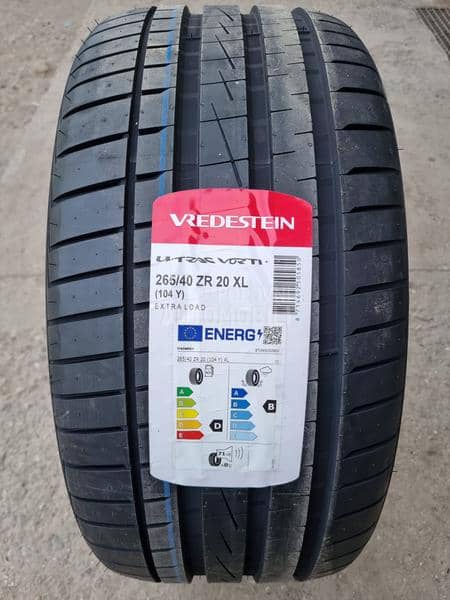 VREDESTEIN
ULTRAC VORTI+
265/40 ZR 20 XL
(104 Y)
EXTRA LOAD
ENERG
265/40 ZR 20 (104 Y) XL
A
B
C
D
E
D
A
B
C
D
E
B